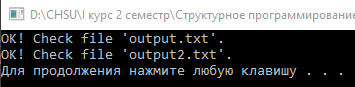 D:\CHSU\I курс 2 семестр\Структурное программирование
OK! Check file 'output.txt'.
OK! Check file 'output2.txt'.
Для продолжения нажмите любую клавишу . . .